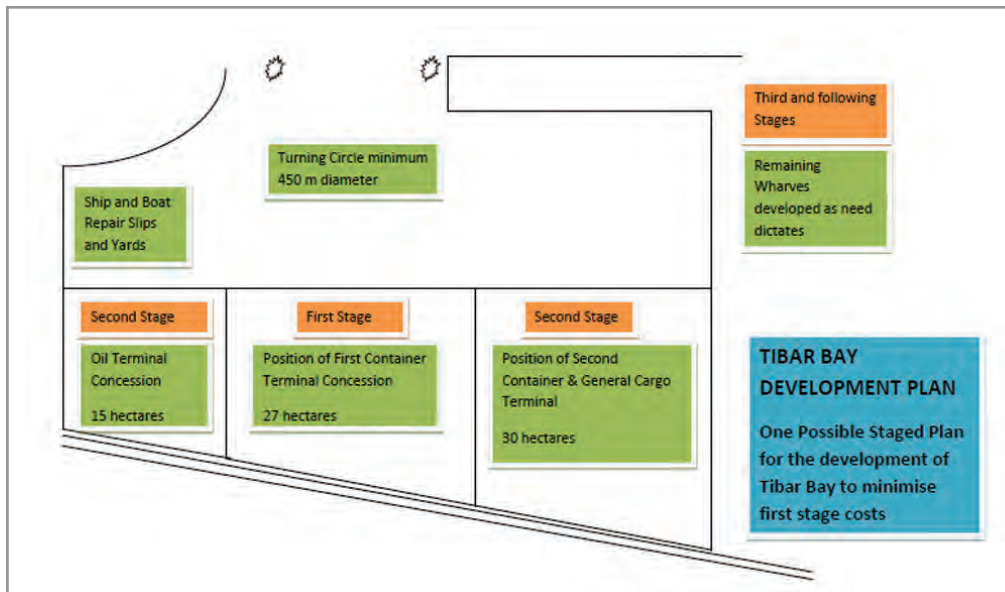 Third and following
Stages
Turning Circle minimum
450 m diameter
Remaining
Wharves
developed as need
dictates
Ship and Boat
Repair Slips
and Yards
Second Stage
Oil Terminal
Concession
15 hectares
First Stage
Position of First Container
Terminal Concession
27 hectares
Second Stage
Position of Second
Container & General Cargo
Terminal
30 hectares
TIBAR BAY
DEVELOPMENT PLAN
One Possible Staged Plan
for the development of
Tibar Bay to minimise
first stage costs